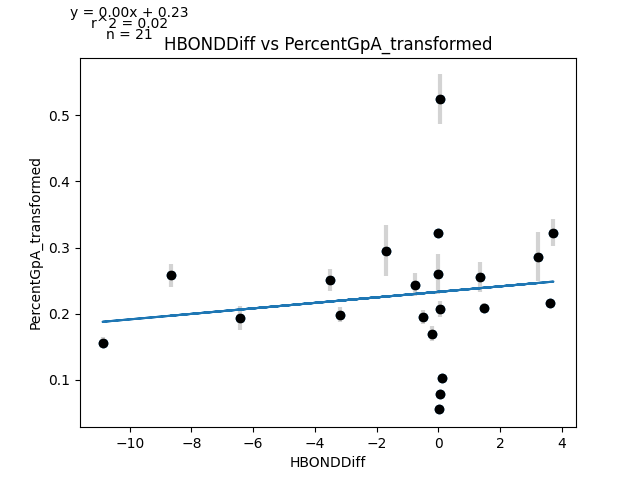 y = 0.00x + 0.23
r^2 = 0.02
n = 21
HBONDDiff vs PercentGpA_transformed
PercentGpA_transformed
0.5
0.4
0.3
0.2
0.1
−10
−8
−6
−4
−2
0
2
4
HBONDDiff